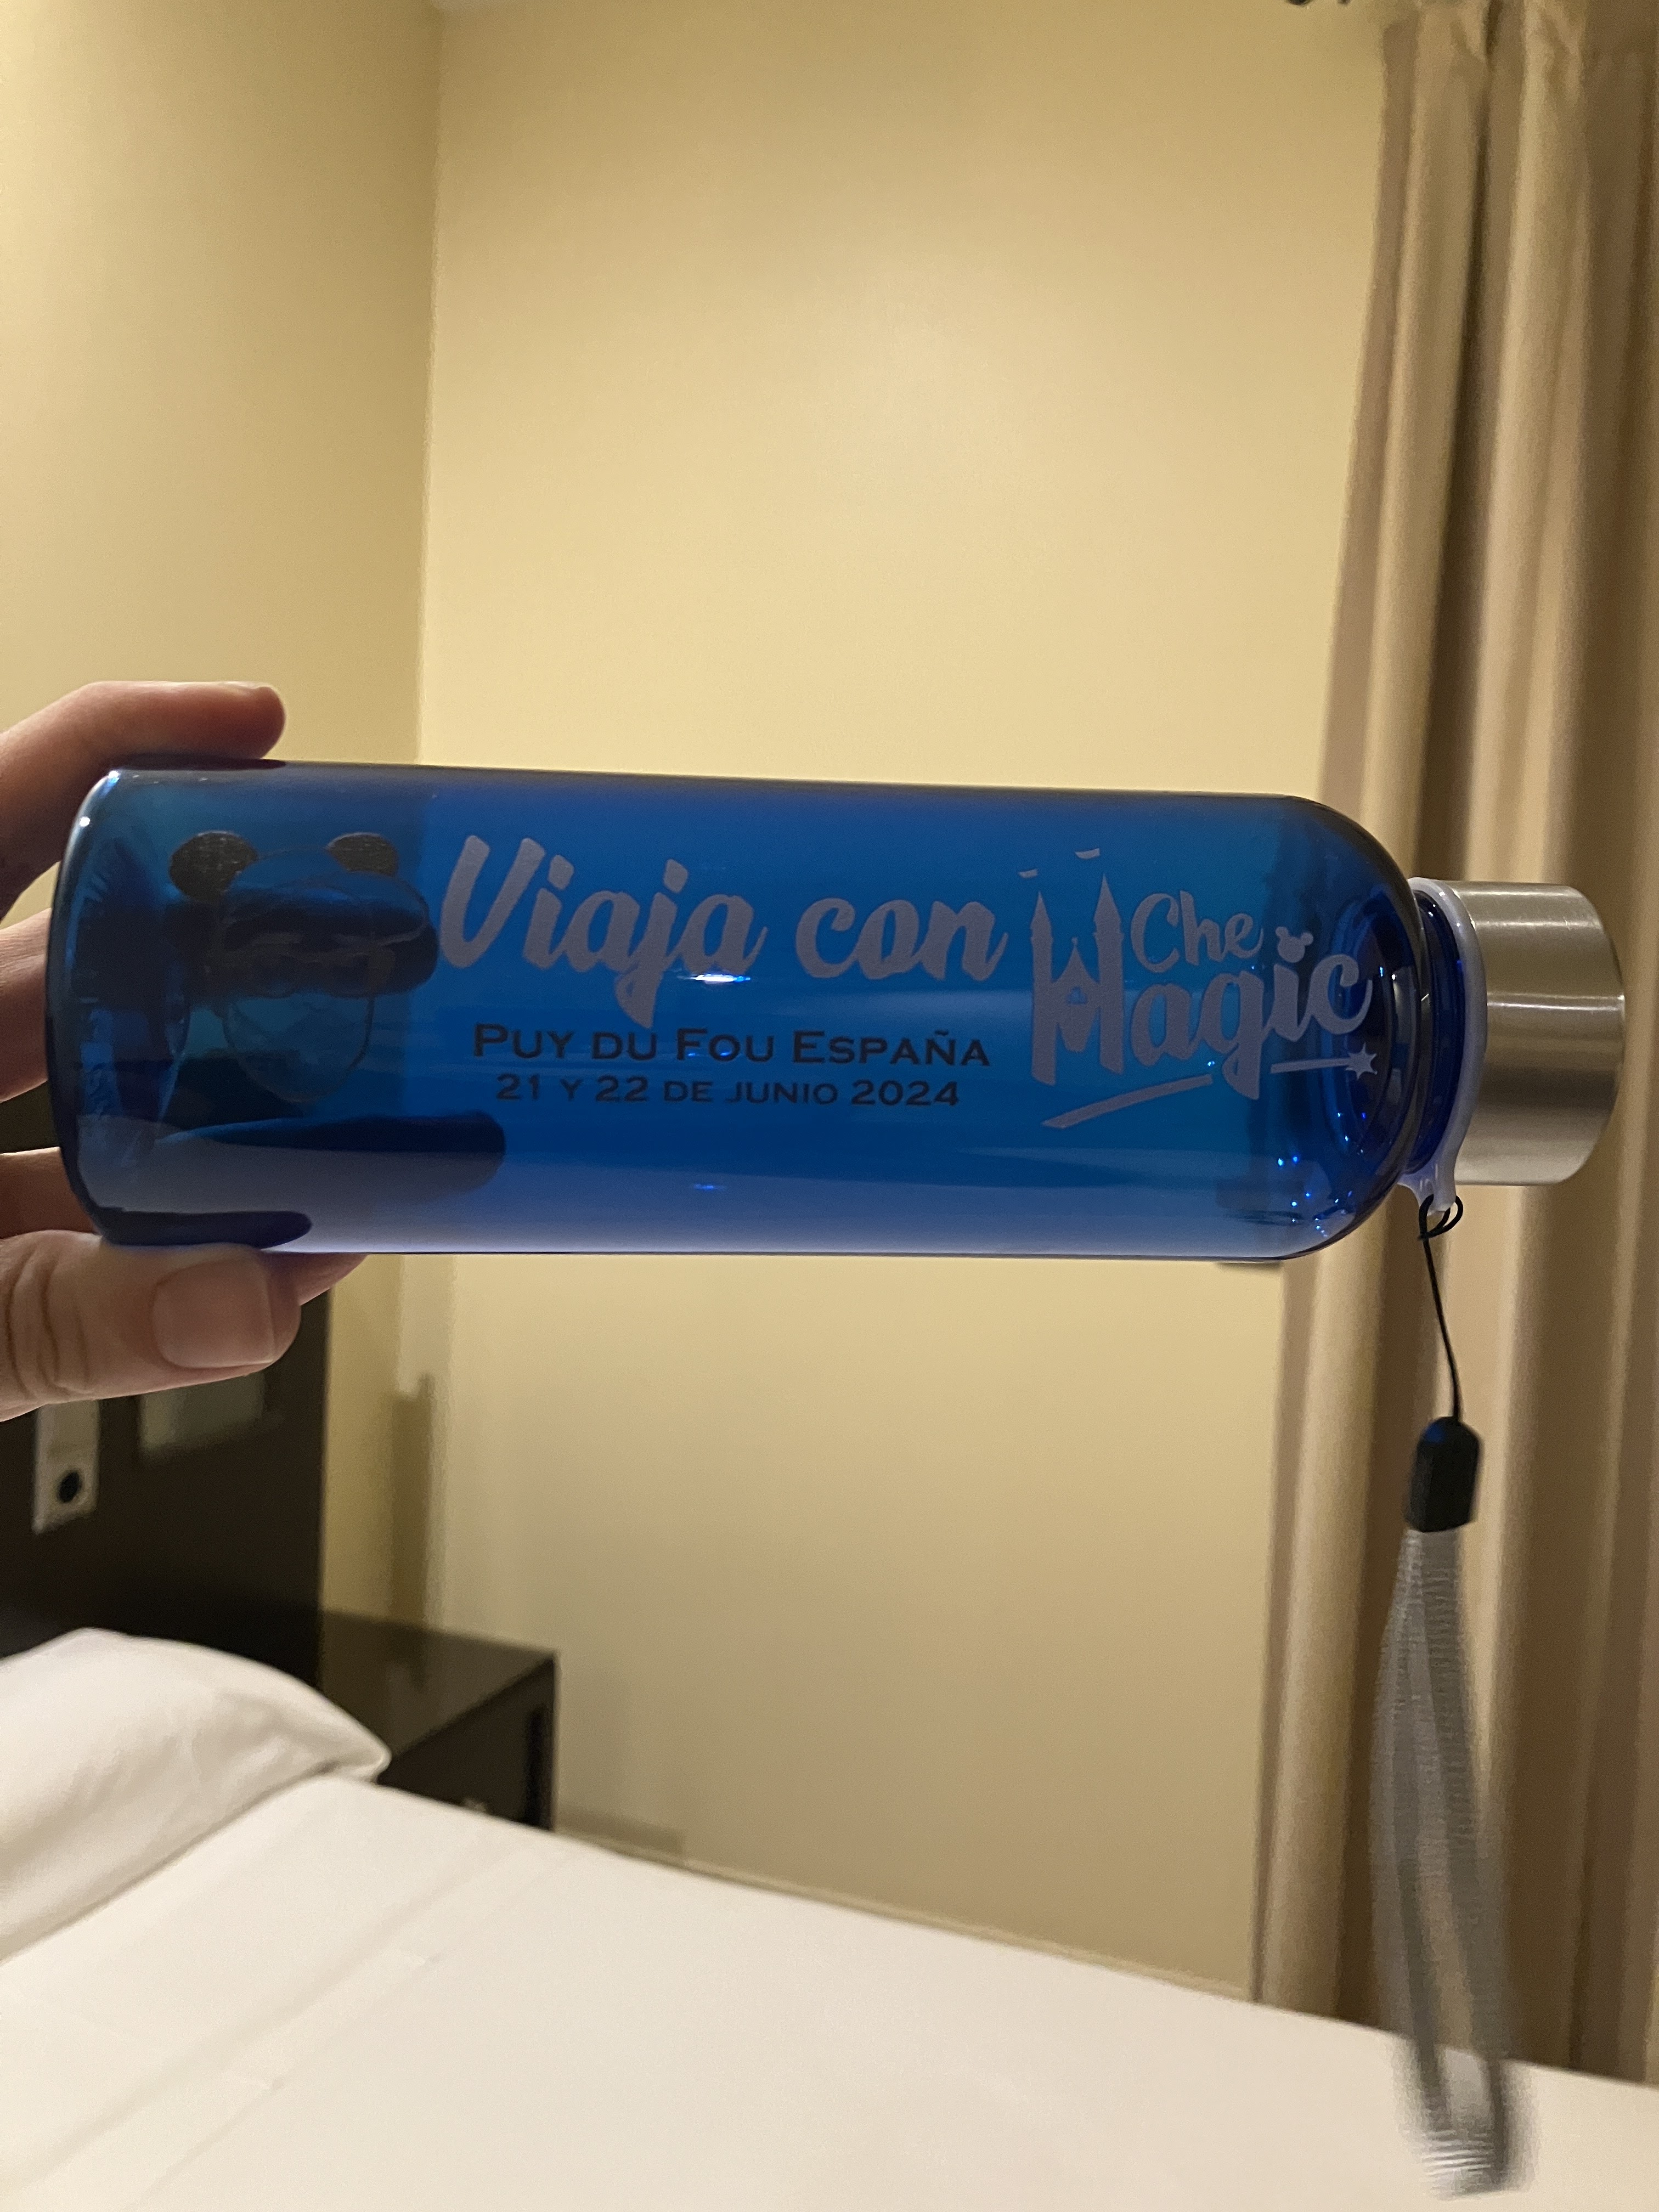 Viaja con
Che
Magic
PUY DU FOU ESPAÑA
21 Y 22 DE JUNIO 2024